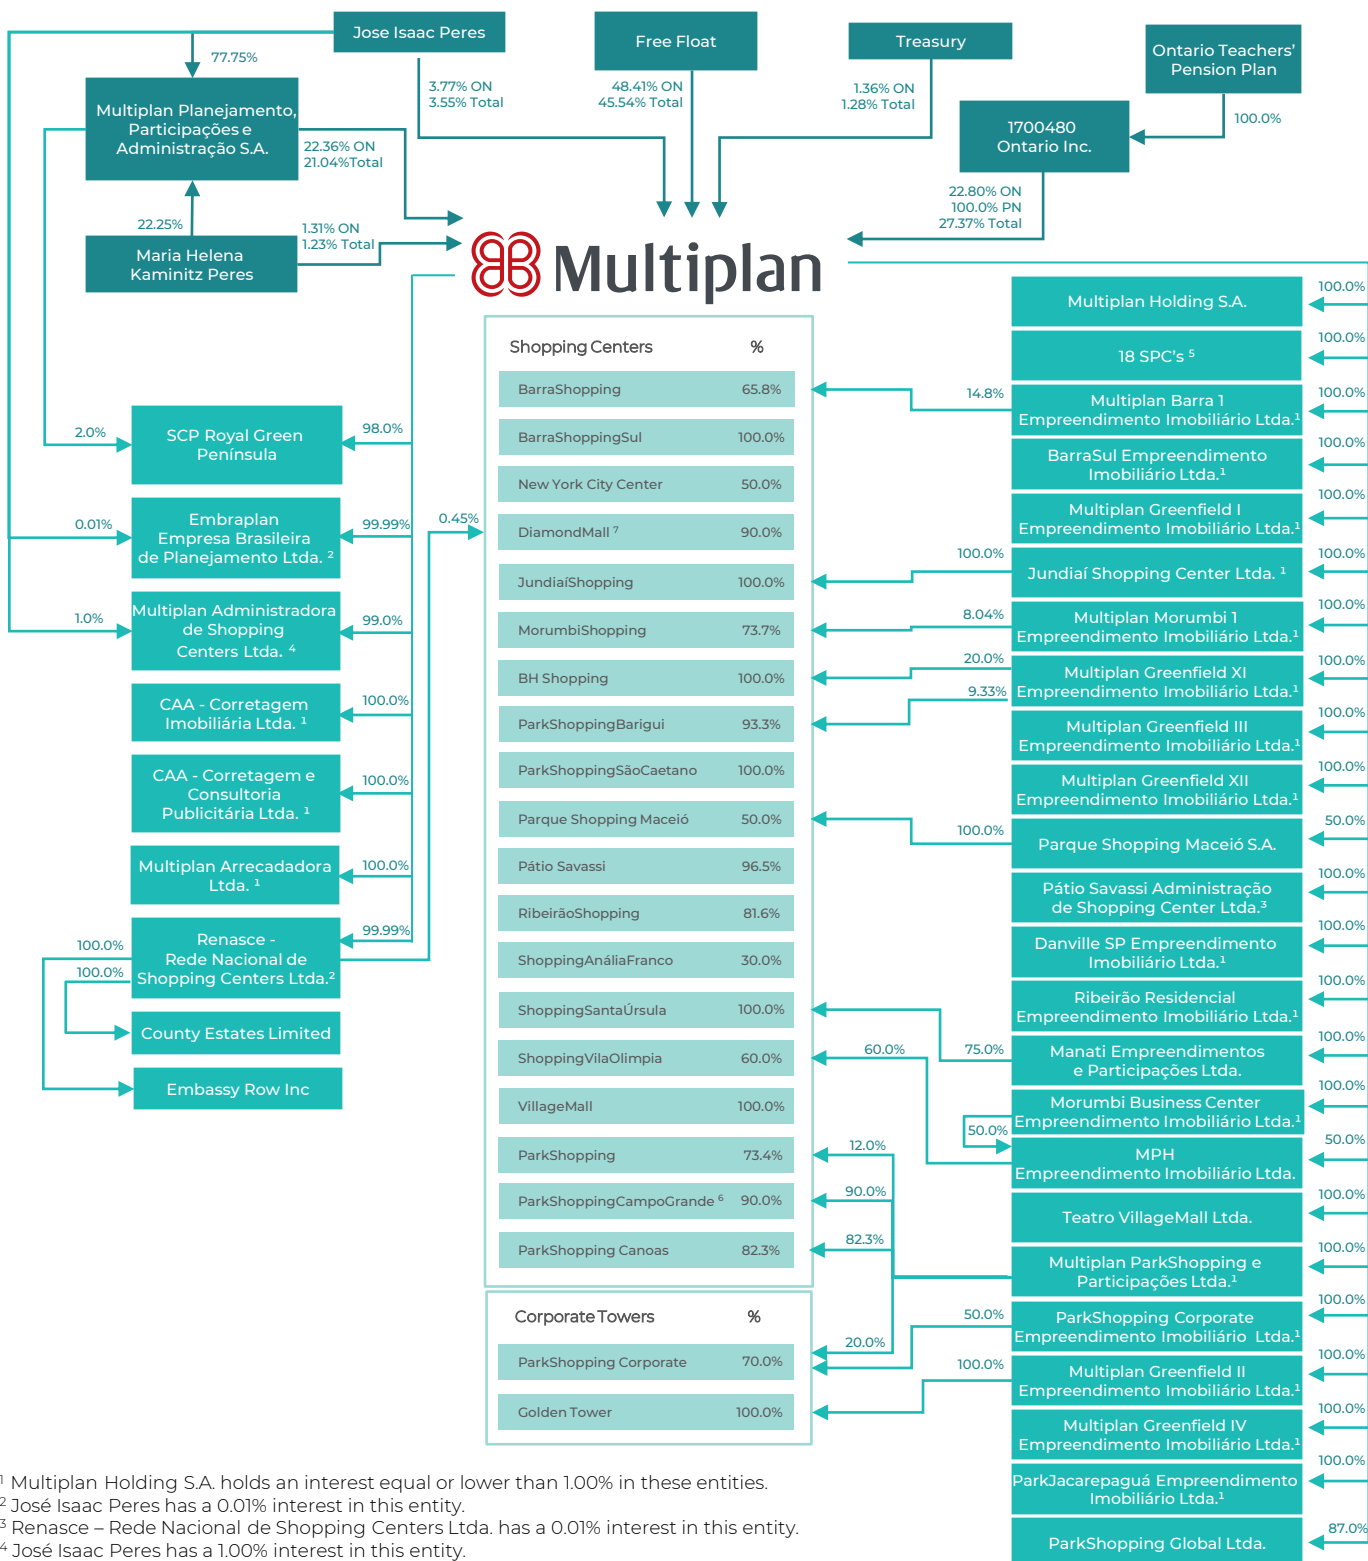 Jose Isaac Peres
Free Float
Treasury
Ontario Teachers'
Pension Plan
77.75%
3.77% ON
3.55% Total
48.41% ON
45.54% Total
1.36% ON
1.28% Total
100.0%
Multiplan Planejamento,
Participações e
Administração S.A.
1700480
Ontario Inc.
22.36% ON
21.04%Total
22.80% ON
100.0% PN
27.37% Total
22.25%
1.31% ON
1.23% Total
Maria Helena
Kaminitz Peres
Multiplan
2.0%
SCP Royal Green
Península
98.0%
0.01%
Embraplan
Empresa Brasileira
de Planejamento Ltda. ²
99.99%
0.45%
1.0%
Multiplan Administradora
de Shopping
Centers Ltda. ⁴
99.0%
CAA - Corretagem
Imobiliária Ltda. ¹
100.0%
CAA - Corretagem e
Consultoria
Publicitária Ltda. ¹
100.0%
Multiplan Arrecadadora
Ltda. ¹
100.0%
Renasce -
Rede Nacional de
Shopping Centers Ltda.²
99.99%
100.0%
100.0%
County Estates Limited
Embassy Row Inc
Shopping Centers %
BarraShopping 65.8%
BarraShoppingSul 100.0%
New York City Center 50.0%
DiamondMall ⁷ 90.0%
JundiaíShopping 100.0%
MorumbiShopping 73.7%
BH Shopping 100.0%
ParkShoppingBarigui 93.3%
ParkShoppingSãoCaetano 100.0%
Parque Shopping Maceió 50.0%
Pátio Savassi 96.5%
RibeirãoShopping 81.6%
ShoppingAnáliaFranco 30.0%
ShoppingSantaÚrsula 100.0%
ShoppingVilaOlimpia 60.0%
VillageMall 100.0%
ParkShopping 73.4%
ParkShoppingCampoGrande ⁶ 90.0%
ParkShopping Canoas 82.3%
Corporate Towers %
ParkShopping Corporate 70.0%
Golden Tower 100.0%
14.8%
100.0%
8.04%
20.0%
9.33%
100.0%
75.0%
60.0%
50.0%
12.0%
90.0%
82.3%
20.0%
50.0%
100.0%
Multiplan Holding S.A.
100.0%
18 SPC's ⁵
100.0%
Multiplan Barra 1
Empreendimento Imobiliário Ltda.¹
100.0%
BarraSul Empreendimento
Imobiliário Ltda.¹
100.0%
Multiplan Greenfield I
Empreendimento Imobiliário Ltda.¹
100.0%
Jundiaí Shopping Center Ltda. ¹
100.0%
Multiplan Morumbi 1
Empreendimento Imobiliário Ltda.¹
100.0%
Multiplan Greenfield XI
Empreendimento Imobiliário Ltda.¹
100.0%
Multiplan Greenfield III
Empreendimento Imobiliário Ltda.¹
100.0%
Multiplan Greenfield XII
Empreendimento Imobiliário Ltda.¹
100.0%
Parque Shopping Maceió S.A.
50.0%
Pátio Savassi Administração
de Shopping Center Ltda.³
100.0%
Danville SP Empreendimento
Imobiliário Ltda.¹
100.0%
Ribeirão Residencial
Empreendimento Imobiliário Ltda.¹
100.0%
Manati Empreendimentos
e Participações Ltda.
100.0%
Morumbi Business Center
Empreendimento Imobiliário Ltda.¹
100.0%
MPH
Empreendimento Imobiliário Ltda.
50.0%
Teatro VillageMall Ltda.
100.0%
Multiplan ParkShopping e
Participações Ltda.¹
100.0%
ParkShopping Corporate
Empreendimento Imobiliário Ltda.¹
100.0%
Multiplan Greenfield II
Empreendimento Imobiliário Ltda.¹
100.0%
Multiplan Greenfield IV
Empreendimento Imobiliário Ltda.¹
100.0%
ParkJacarepaguá Empreendimento
Imobiliário Ltda.¹
100.0%
ParkShopping Global Ltda.
87.0%
¹ Multiplan Holding S.A. holds an interest equal or lower than 1.00% in these entities.
² José Isaac Peres has a 0.01% interest in this entity.
³ Renasce – Rede Nacional de Shopping Centers Ltda. has a 0.01% interest in this entity.
⁴ José Isaac Peres has a 1.00% interest in this entity.